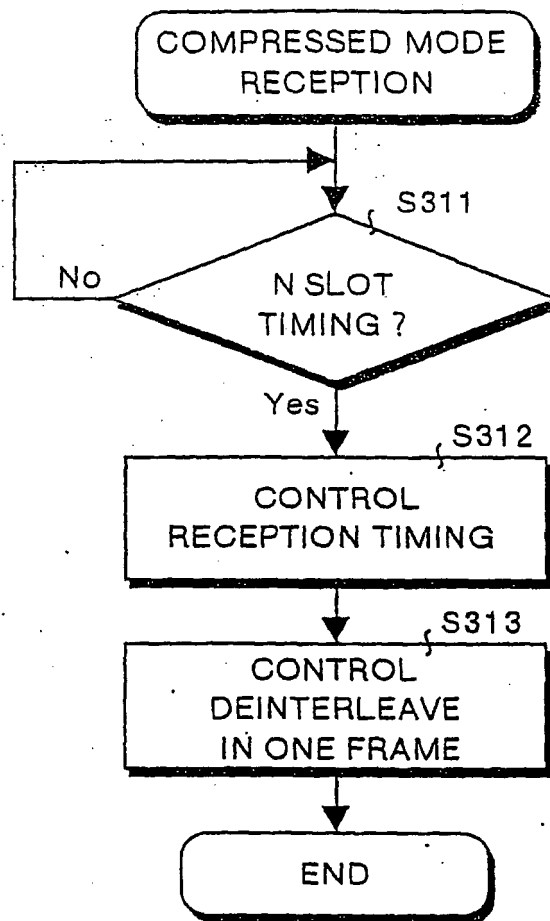 COMPRESSED MODE
RECEPTION
S311
No
N SLOT
TIMING ?
Yes
S312
CONTROL
RECEPTION TIMING
S313
CONTROL
DEINTERLEAVE
IN ONE FRAME
END